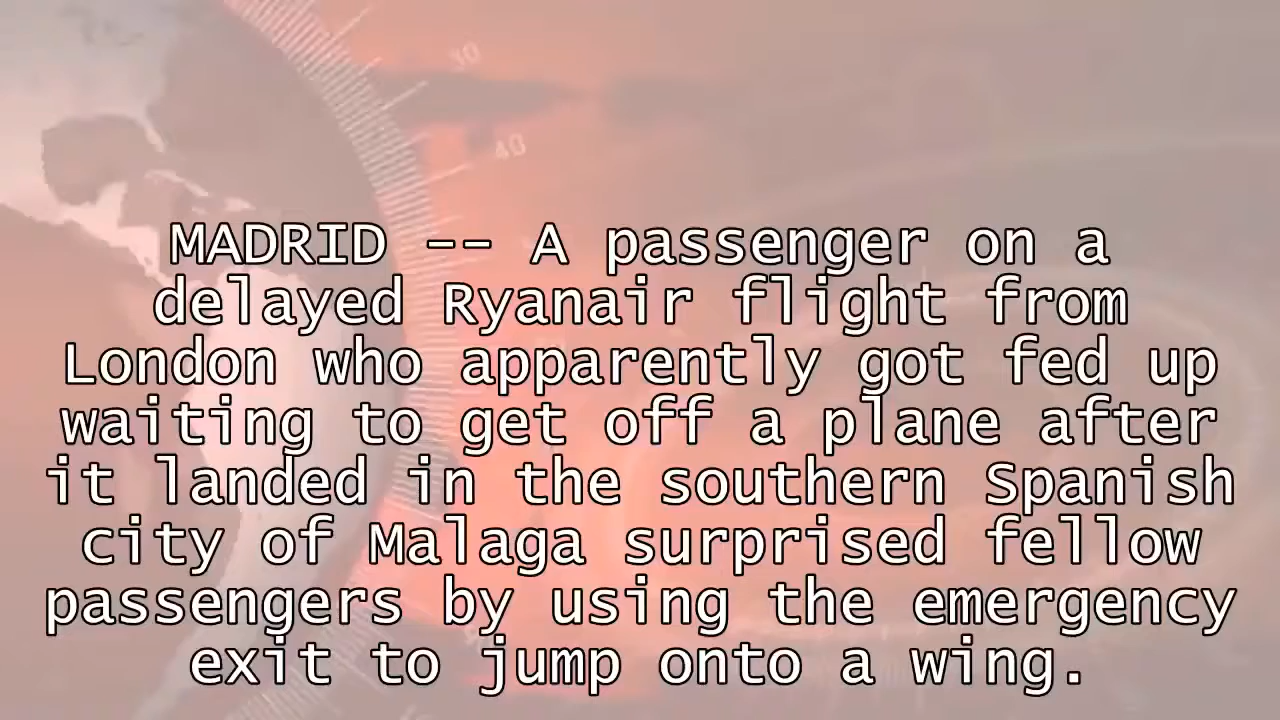 30
40
MADRID -- A passenger on a
delayed Ryanair flight from
London who apparently got fed up
waiting to get off a plane after
it landed in the southern Spanish
city of Malaga surprised fellow
passengers by using the emergency
exit to jump onto a wing.